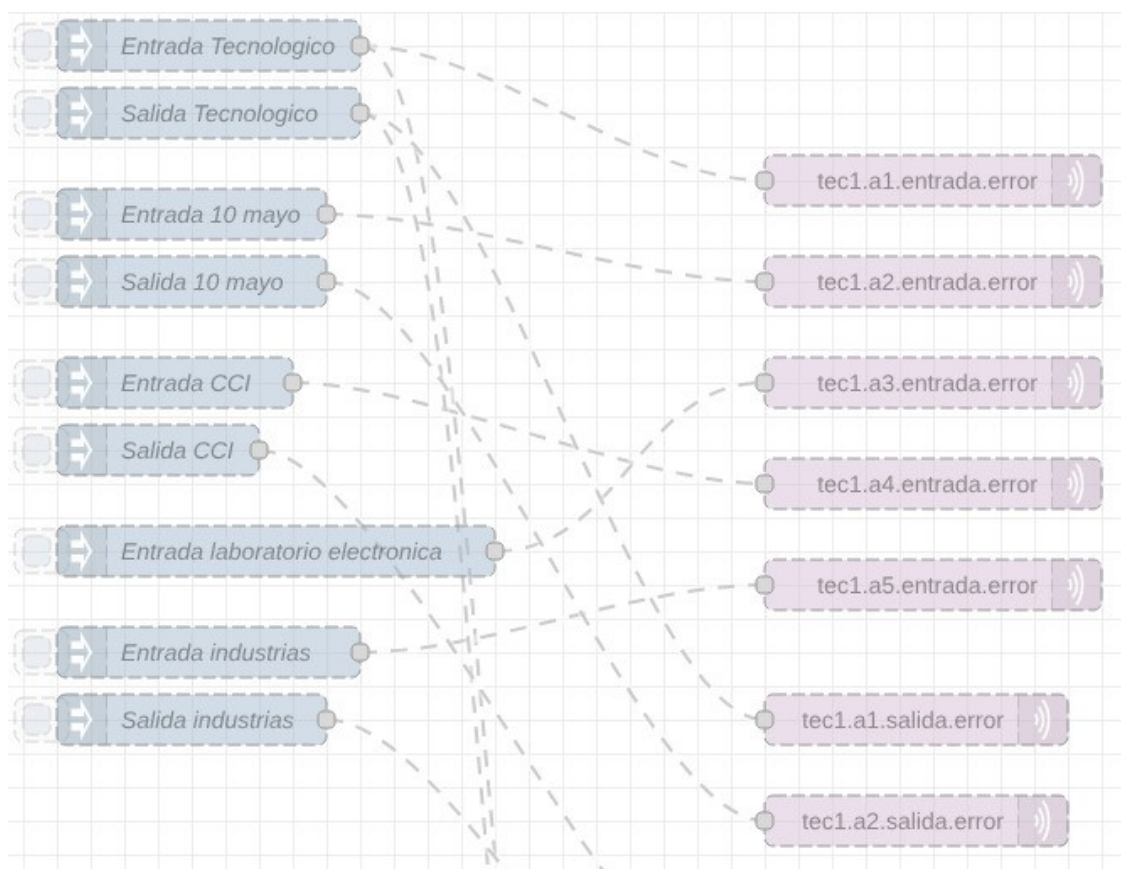 Entrada Tecnologico
Salida Tecnologico
Entrada 10 mayo
Salida 10 mayo
Entrada CCI
Salida CCI
Entrada laboratorio electronica
Entrada industrias
Salida industrias
tec1.a1.entrada.error
tec1.a2.entrada.error
tec1.a3.entrada.error
tec1.a4.entrada.error
tec1.a5.entrada.error
tec1.a1.salida.error
tec1.a2.salida.error